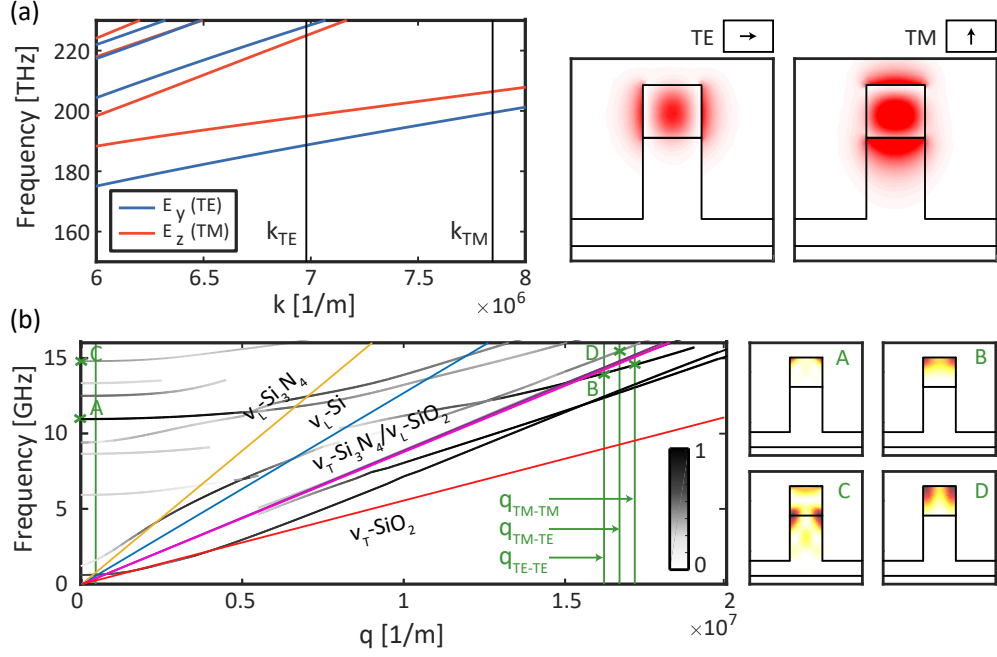 (a)
TE
TM
220
200
180
160
Frequency [THz]
E_y (TE)
E_z (TM)
k_TE
k_TM
6
6.5
7
7.5
8
k [1/m]
×10^6
(b)
15
10
5
0
Frequency [GHz]
C
A
v_L-Si_3N_4
v_L-Si
v_T-Si_3N_4/v_L-SiO_2
v_T-SiO_2
D
B
q_TM-TM
q_TM-TE
q_TE-TE
1
0
0
0.5
1
1.5
2
q [1/m]
×10^7
A
B
C
D